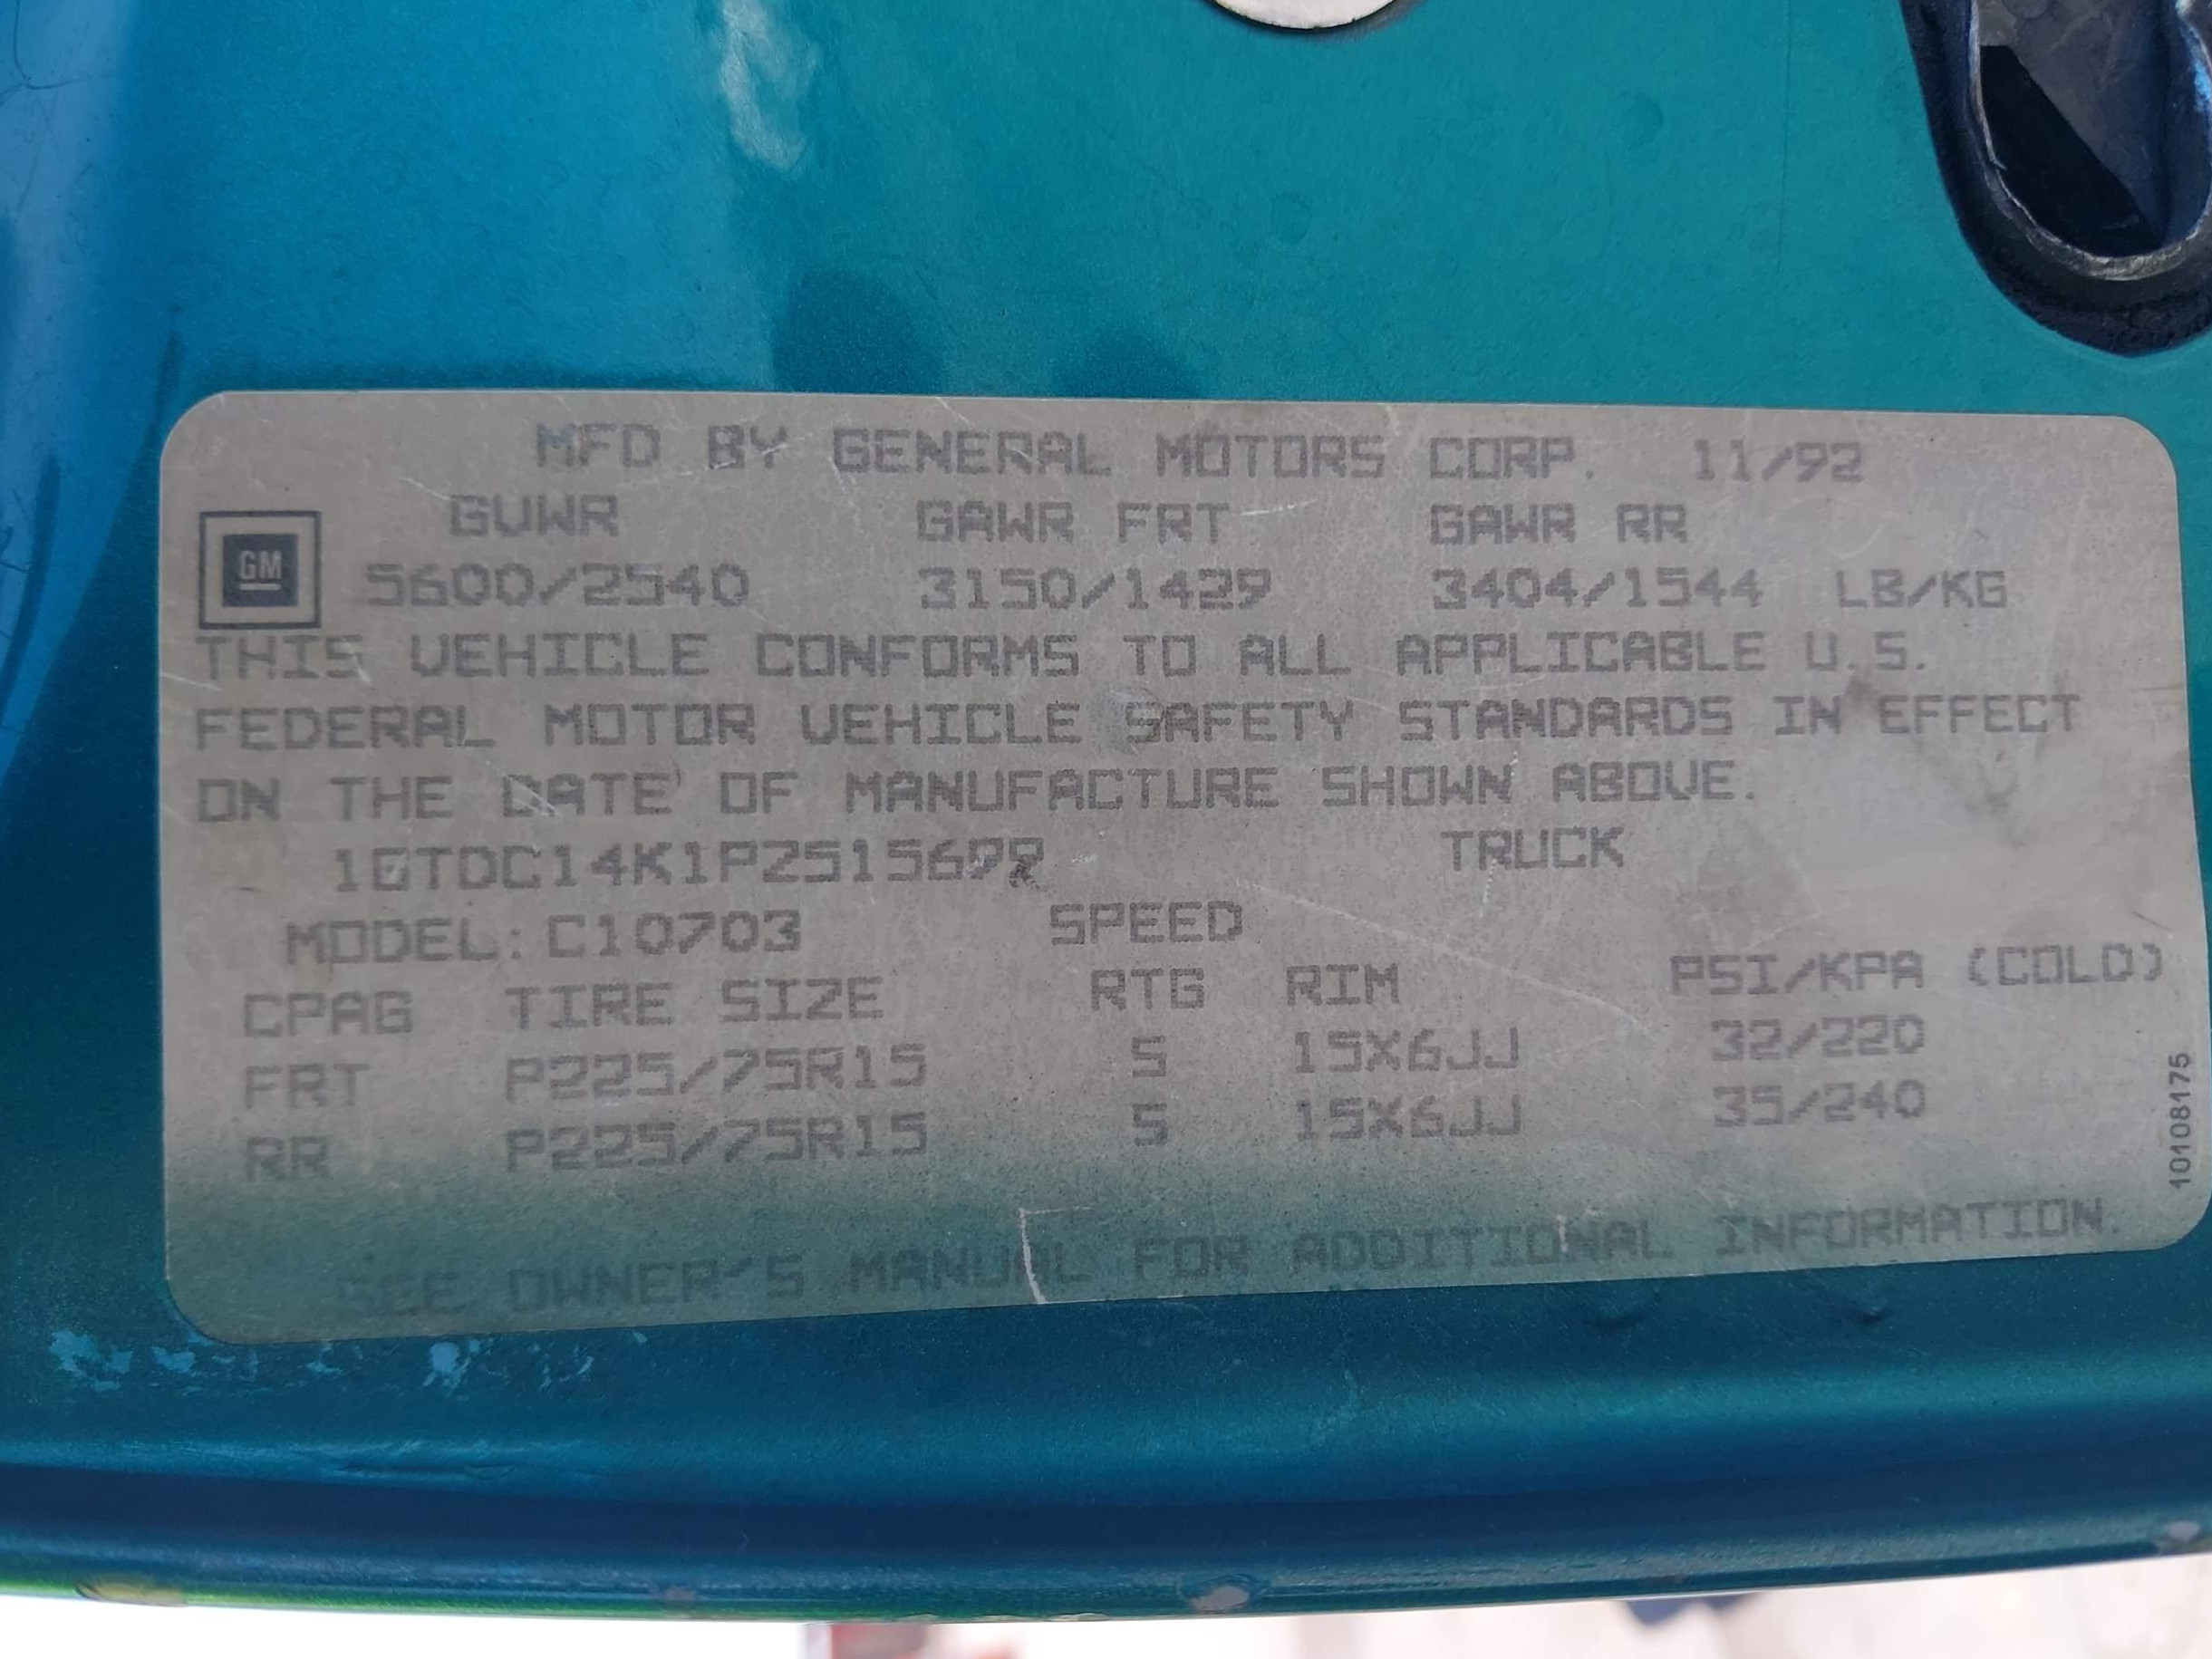 MFD BY GENERAL MOTORS CORP. 11/92
GVWR GAWR FRT GAWR RR
GM
5600/2540 3150/1429 3404/1544 LB/KG
THIS VEHICLE CONFORMS TO ALL APPLICABLE U.S.
FEDERAL MOTOR VEHICLE SAFETY STANDARDS IN EFFECT
ON THE DATE OF MANUFACTURE SHOWN ABOVE.
TRUCK
MODEL:C10703 SPEED
CPAG TIRE SIZE RTG RIM PSI/KPA (COLD)
FRT P225/75R15 S 15X6JJ 32/220
RR P225/75R15 S 15X6JJ 35/240
SEE OWNER'S MANUAL FOR ADDITIONAL INFORMATION.
10108175